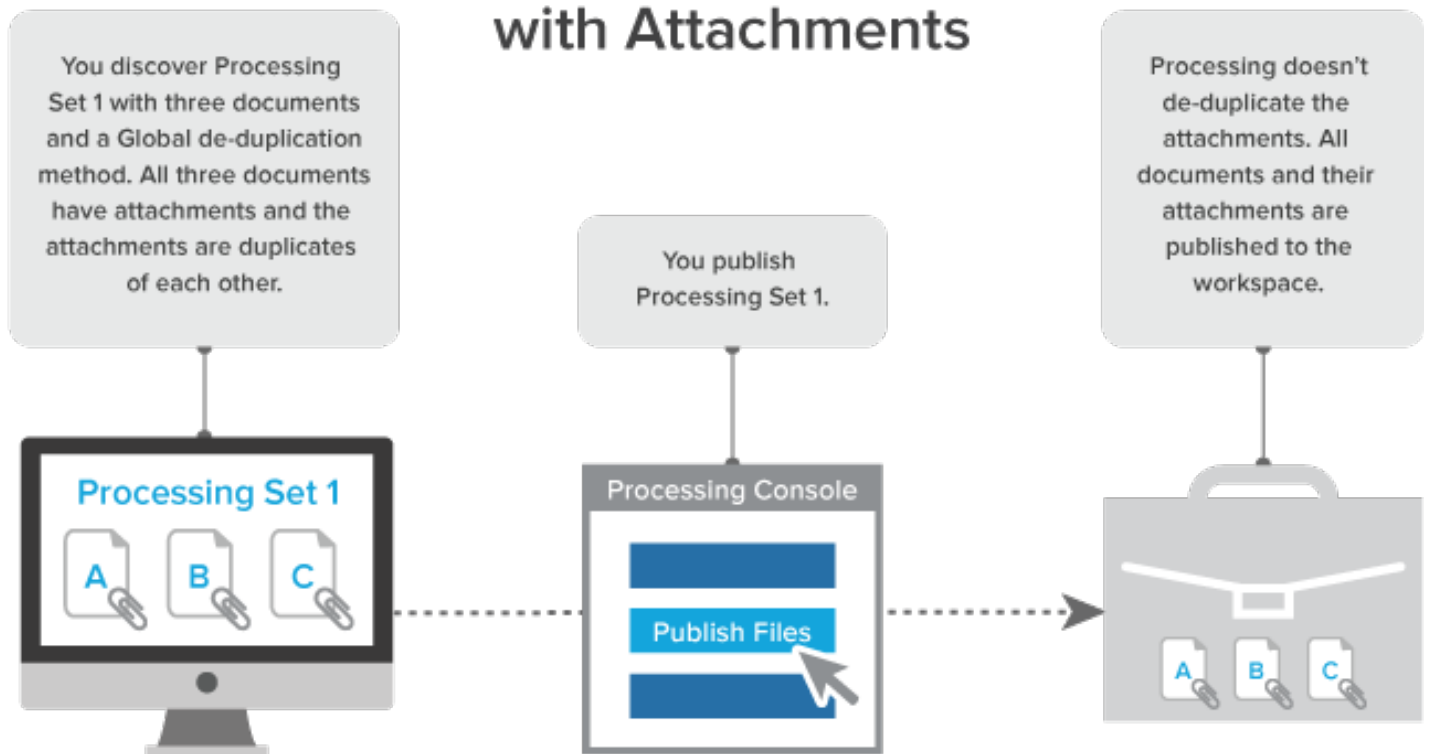 with Attachments
You discover Processing
Set 1 with three documents
and a Global de-duplication
method. All three documents
have attachments and the
attachments are duplicates
of each other.
You publish
Processing Set 1.
Processing doesn't
de-duplicate the
attachments. All
documents and their
attachments are
published to the
workspace.
Processing Set 1
A B C
Processing Console
Publish Files
A B C